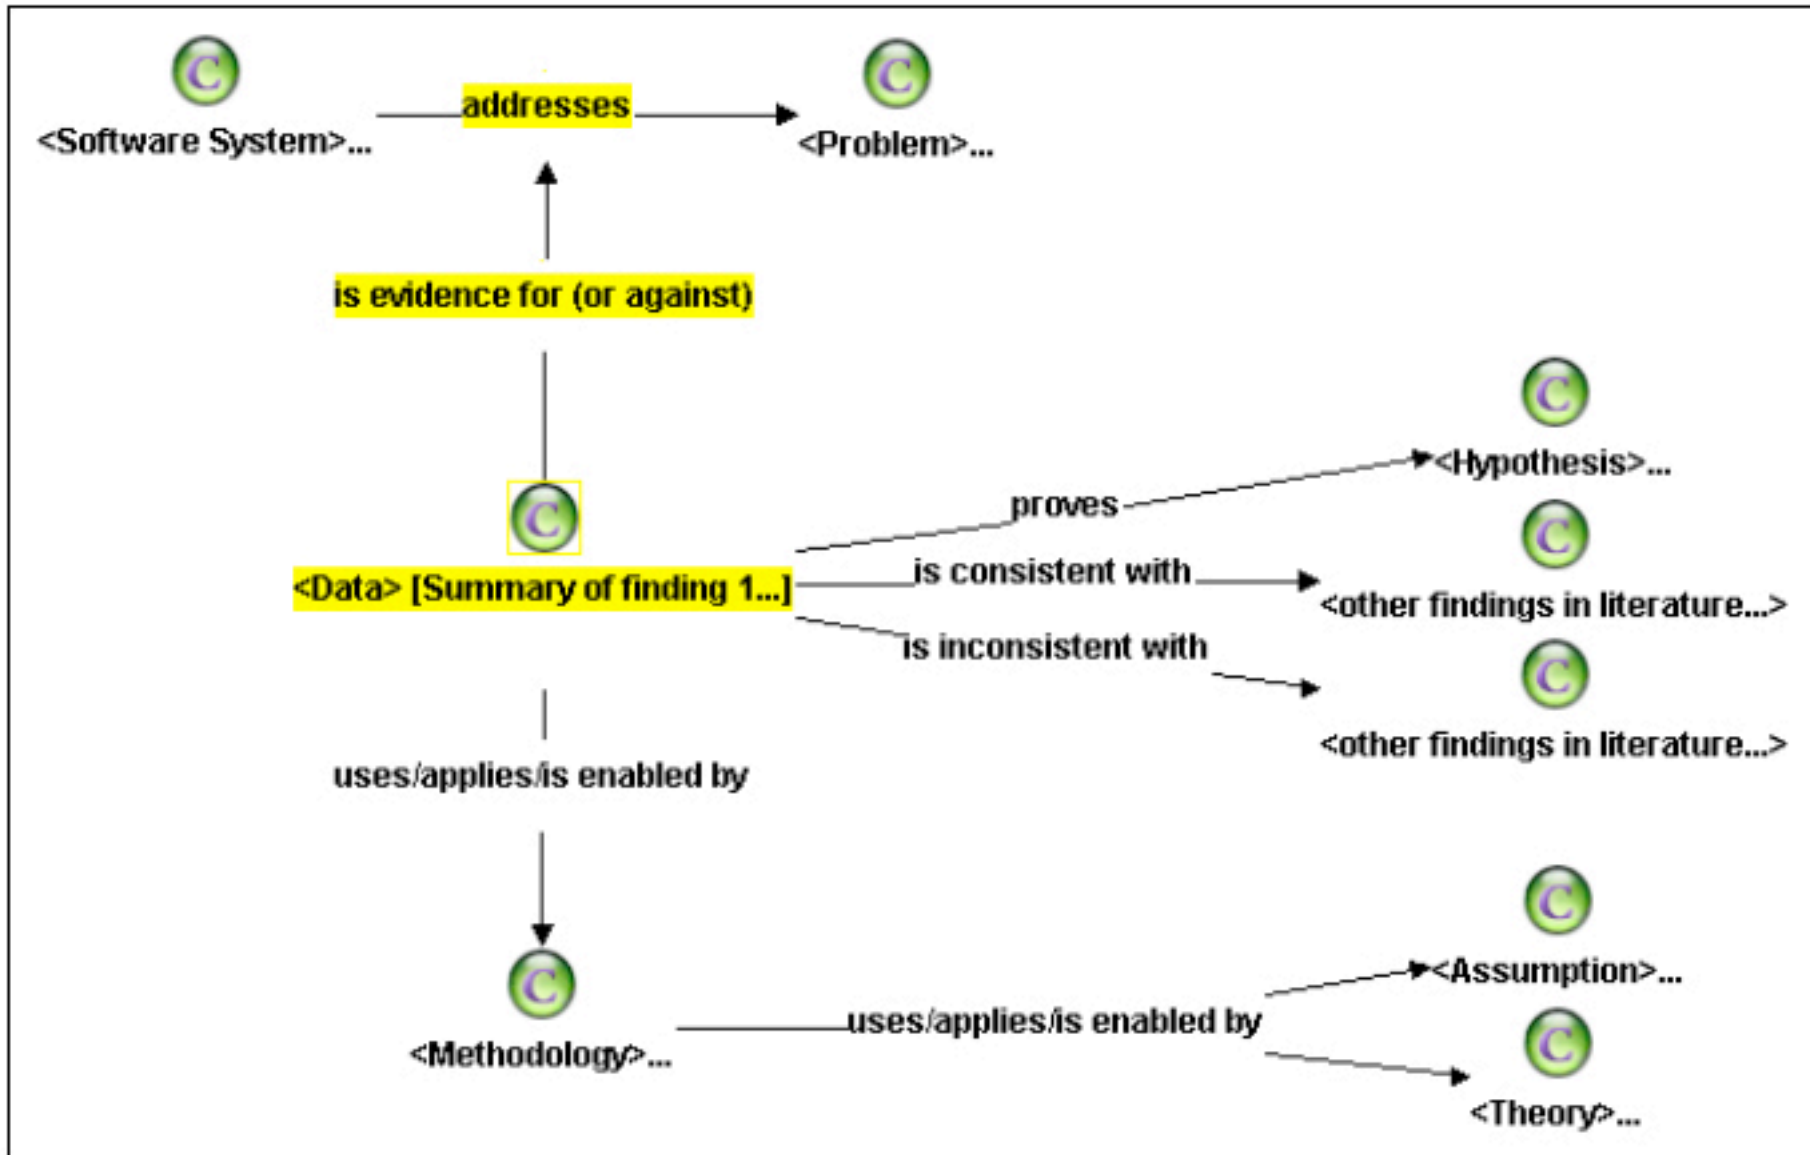 C
C
addresses
<Software System>...
<Problem>...
is evidence for (or against)
C
<Hypothesis>...
C
proves
C
is consistent with
<Data> [Summary of finding 1...]
<other findings in literature...>
is inconsistent with
C
<other findings in literature...>
uses/applies/is enabled by
C
<Assumption>...
C
uses/applies/is enabled by
C
<Methodology>...
<Theory>...